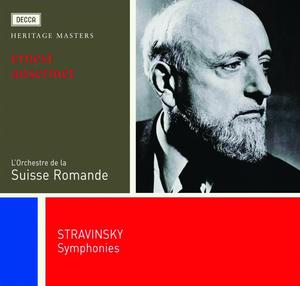 DECCA
HERITAGE MASTERS
ernest
ansermet
L'Orchestre de la
Suisse Romande
STRAVINSKY
Symphonies